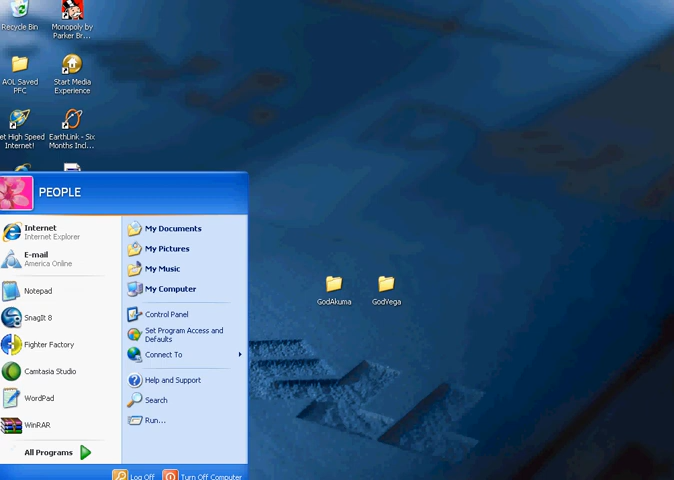 Recycle Bin
Monopoly by
Parker Br...
AOL Saved
PFC
Start Media
Experience
et High Speed
Internet!
EarthLink - Six
Months Incl...
PEOPLE
Internet
Internet Explorer
E-mail
America Online
Notepad
SnagIt 8
Fighter Factory
Camtasia Studio
WordPad
WinRAR
All Programs
My Documents
My Pictures
My Music
My Computer
Control Panel
Set Program Access and
Defaults
Connect To
Help and Support
Search
Run...
Log Off
Turn Off Computer
GodAkuma
GodVega